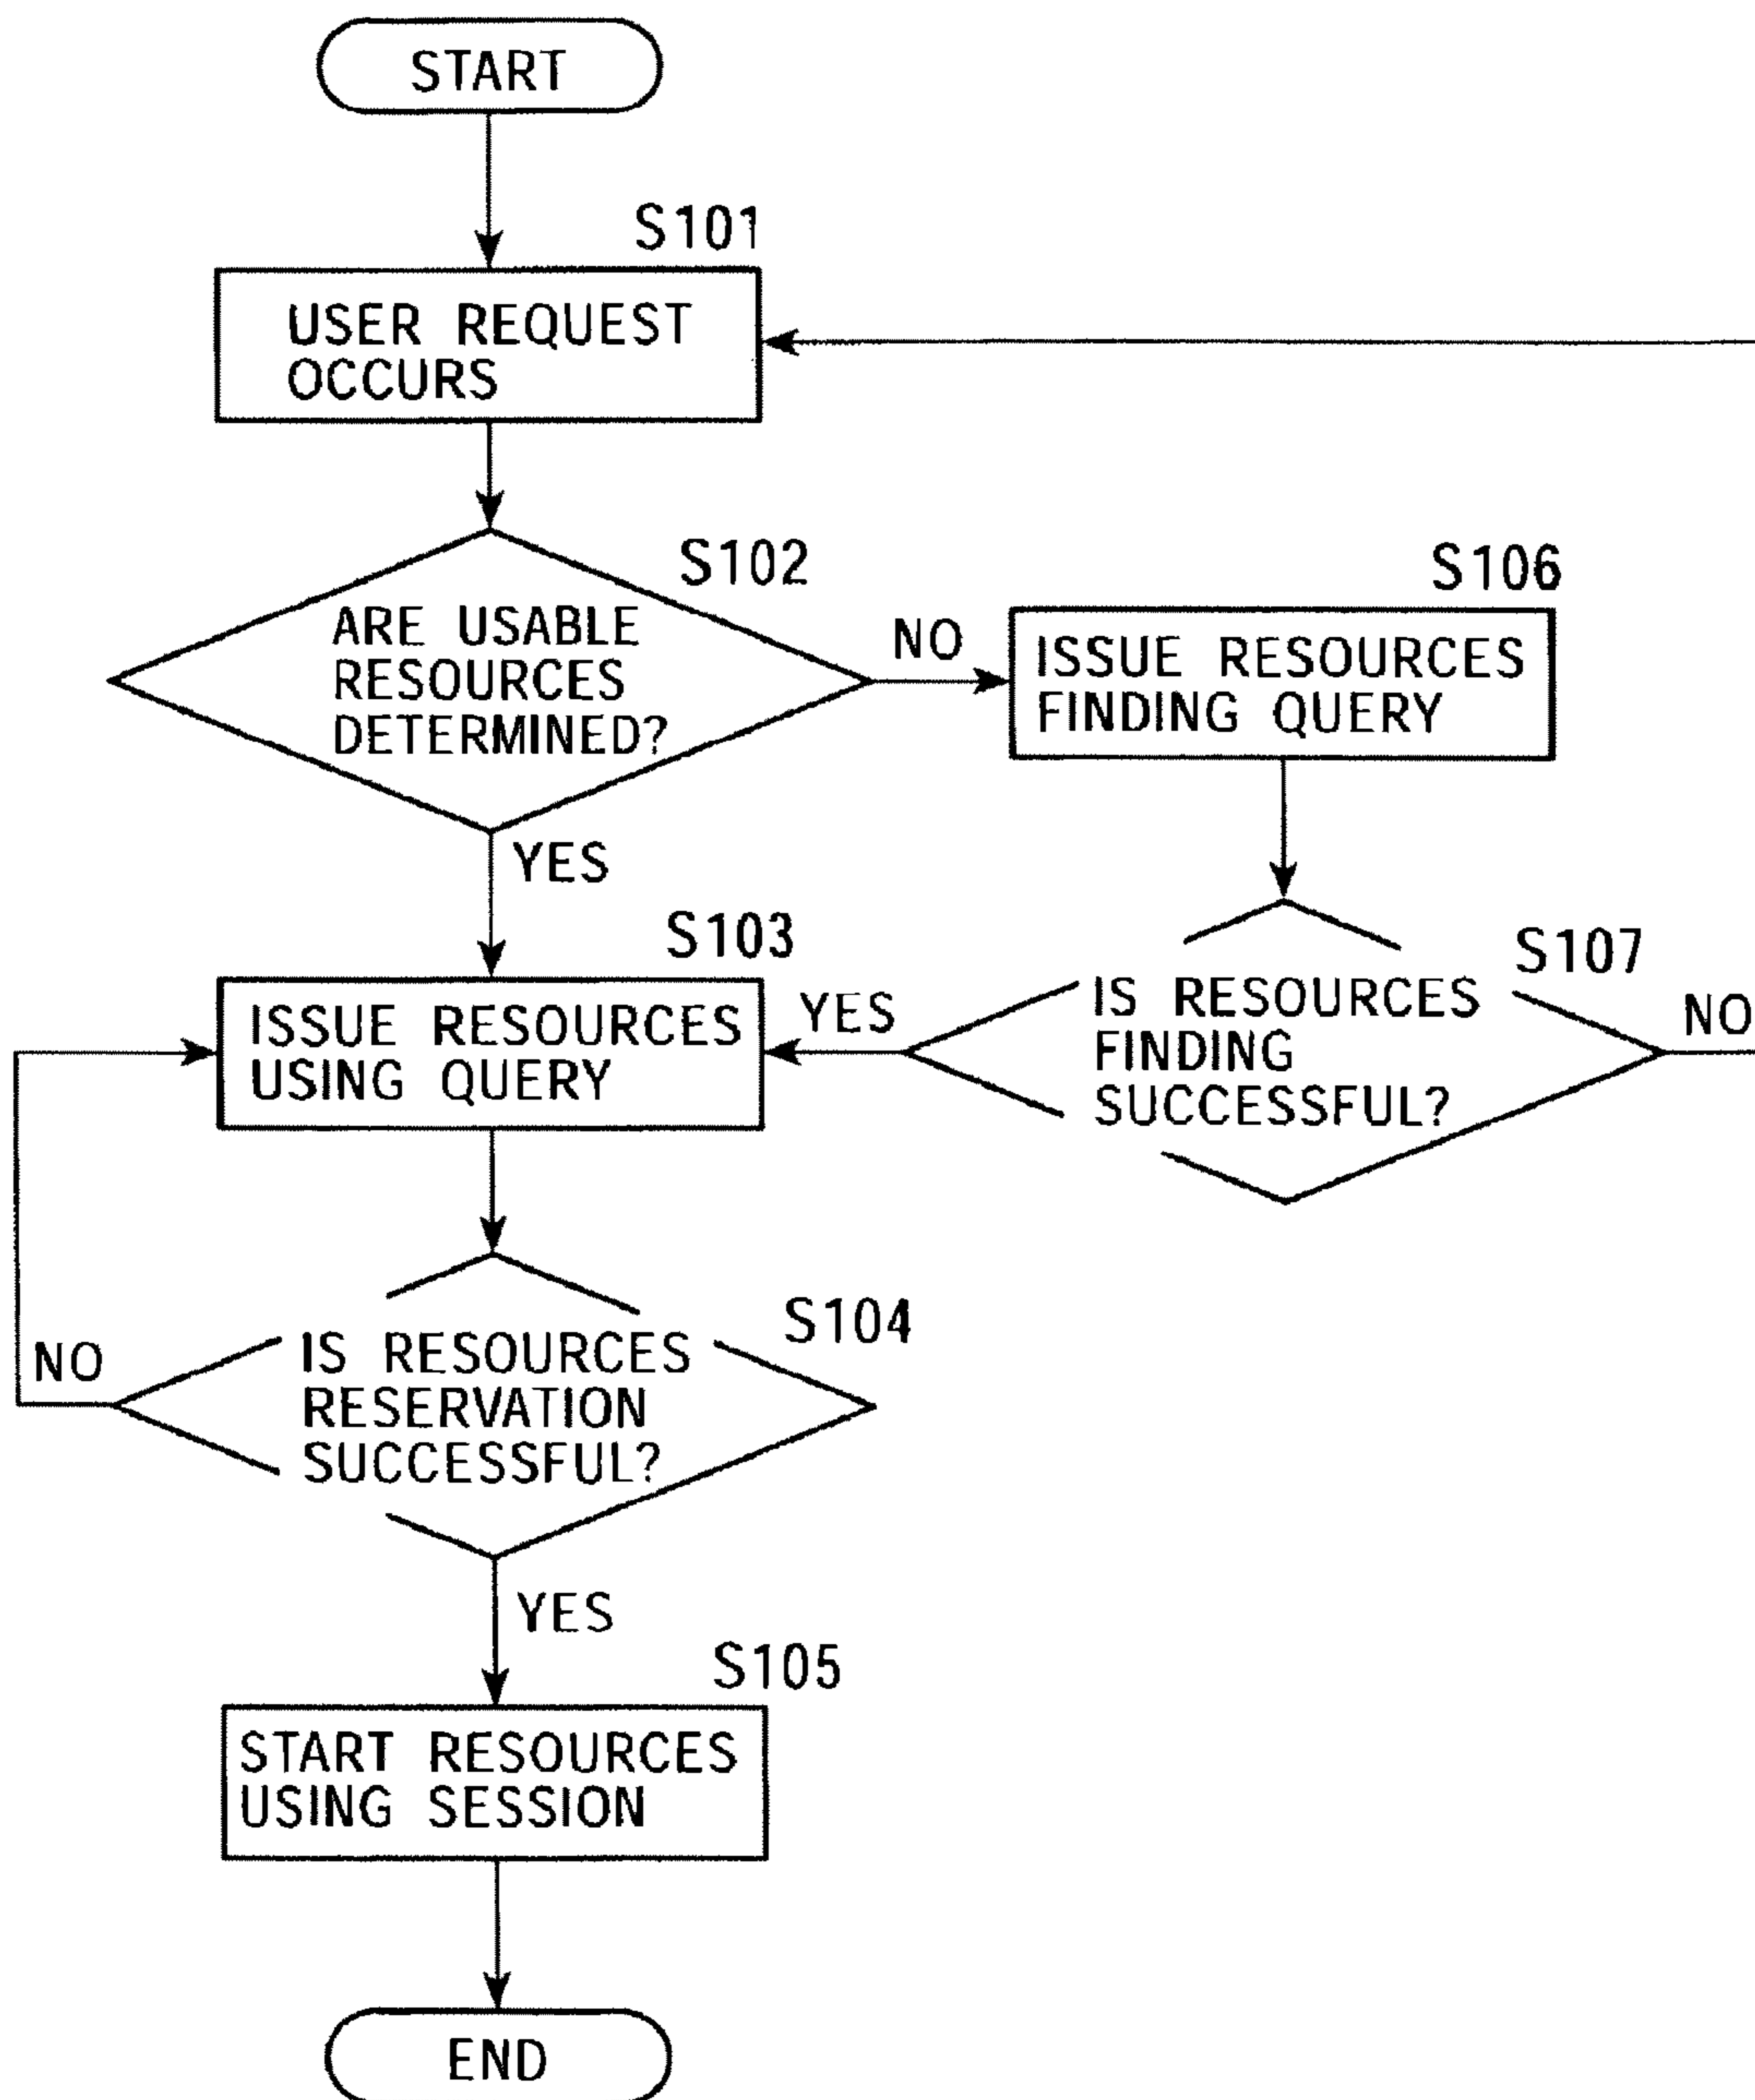 START
S101
USER REQUEST
OCCURS
S102
ARE USABLE
RESOURCES
DETERMINED?
NO
S106
ISSUE RESOURCES
FINDING QUERY
YES
S103
ISSUE RESOURCES
USING QUERY
YES
S107
IS RESOURCES
FINDING
SUCCESSFUL?
NO
S104
IS RESOURCES
RESERVATION
SUCCESSFUL?
NO
YES
S105
START RESOURCES
USING SESSION
END